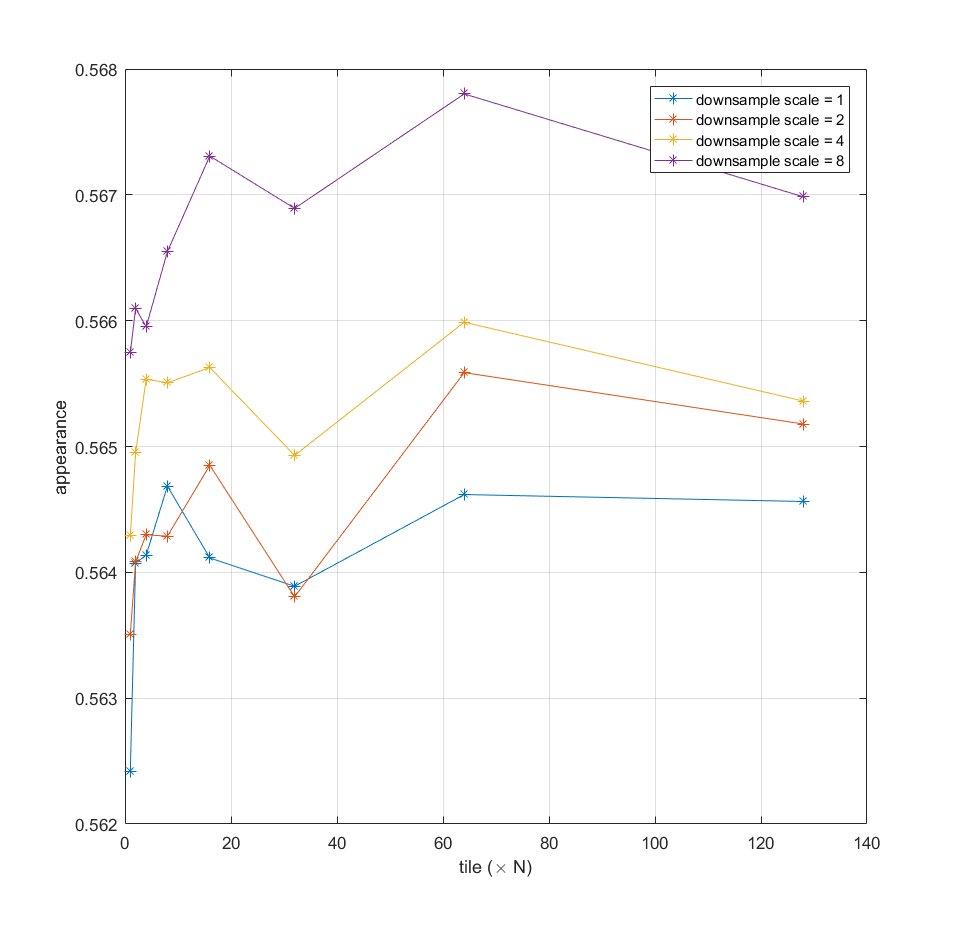 0.568
0.567
0.566
0.565
0.564
0.563
0.562
appearance
downsample scale = 1
downsample scale = 2
downsample scale = 4
downsample scale = 8
0 20 40 60 80 100 120 140
tile (× N)